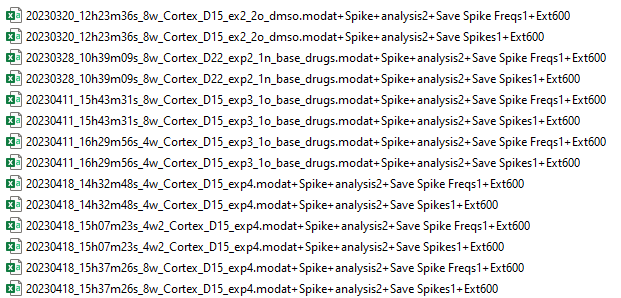 20230320_12h23m36s_8w_Cortex_D15_ex2_2o_dmso.modat+Spike+analysis2+Save Spike Freqs1+Ext600
20230320_12h23m36s_8w_Cortex_D15_ex2_2o_dmso.modat+Spike+analysis2+Save Spikes1+Ext600
20230328_10h39m09s_8w_Cortex_D22_exp2_1n_base_drugs.modat+Spike+analysis2+Save Spike Freqs1+Ext600
20230328_10h39m09s_8w_Cortex_D22_exp2_1n_base_drugs.modat+Spike+analysis2+Save Spikes1+Ext600
20230411_15h43m31s_8w_Cortex_D15_exp3_1o_base_drugs.modat+Spike+analysis2+Save Spike Freqs1+Ext600
20230411_15h43m31s_8w_Cortex_D15_exp3_1o_base_drugs.modat+Spike+analysis2+Save Spikes1+Ext600
20230411_16h29m56s_4w_Cortex_D15_exp3_1o_base_drugs.modat+Spike+analysis2+Save Spike Freqs1+Ext600
20230411_16h29m56s_4w_Cortex_D15_exp3_1o_base_drugs.modat+Spike+analysis2+Save Spikes1+Ext600
20230418_14h32m48s_4w_Cortex_D15_exp4.modat+Spike+analysis2+Save Spike Freqs1+Ext600
20230418_14h32m48s_4w_Cortex_D15_exp4.modat+Spike+analysis2+Save Spikes1+Ext600
20230418_15h07m23s_4w2_Cortex_D15_exp4.modat+Spike+analysis2+Save Spike Freqs1+Ext600
20230418_15h07m23s_4w2_Cortex_D15_exp4.modat+Spike+analysis2+Save Spikes1+Ext600
20230418_15h37m26s_8w_Cortex_D15_exp4.modat+Spike+analysis2+Save Spike Freqs1+Ext600
20230418_15h37m26s_8w_Cortex_D15_exp4.modat+Spike+analysis2+Save Spikes1+Ext600